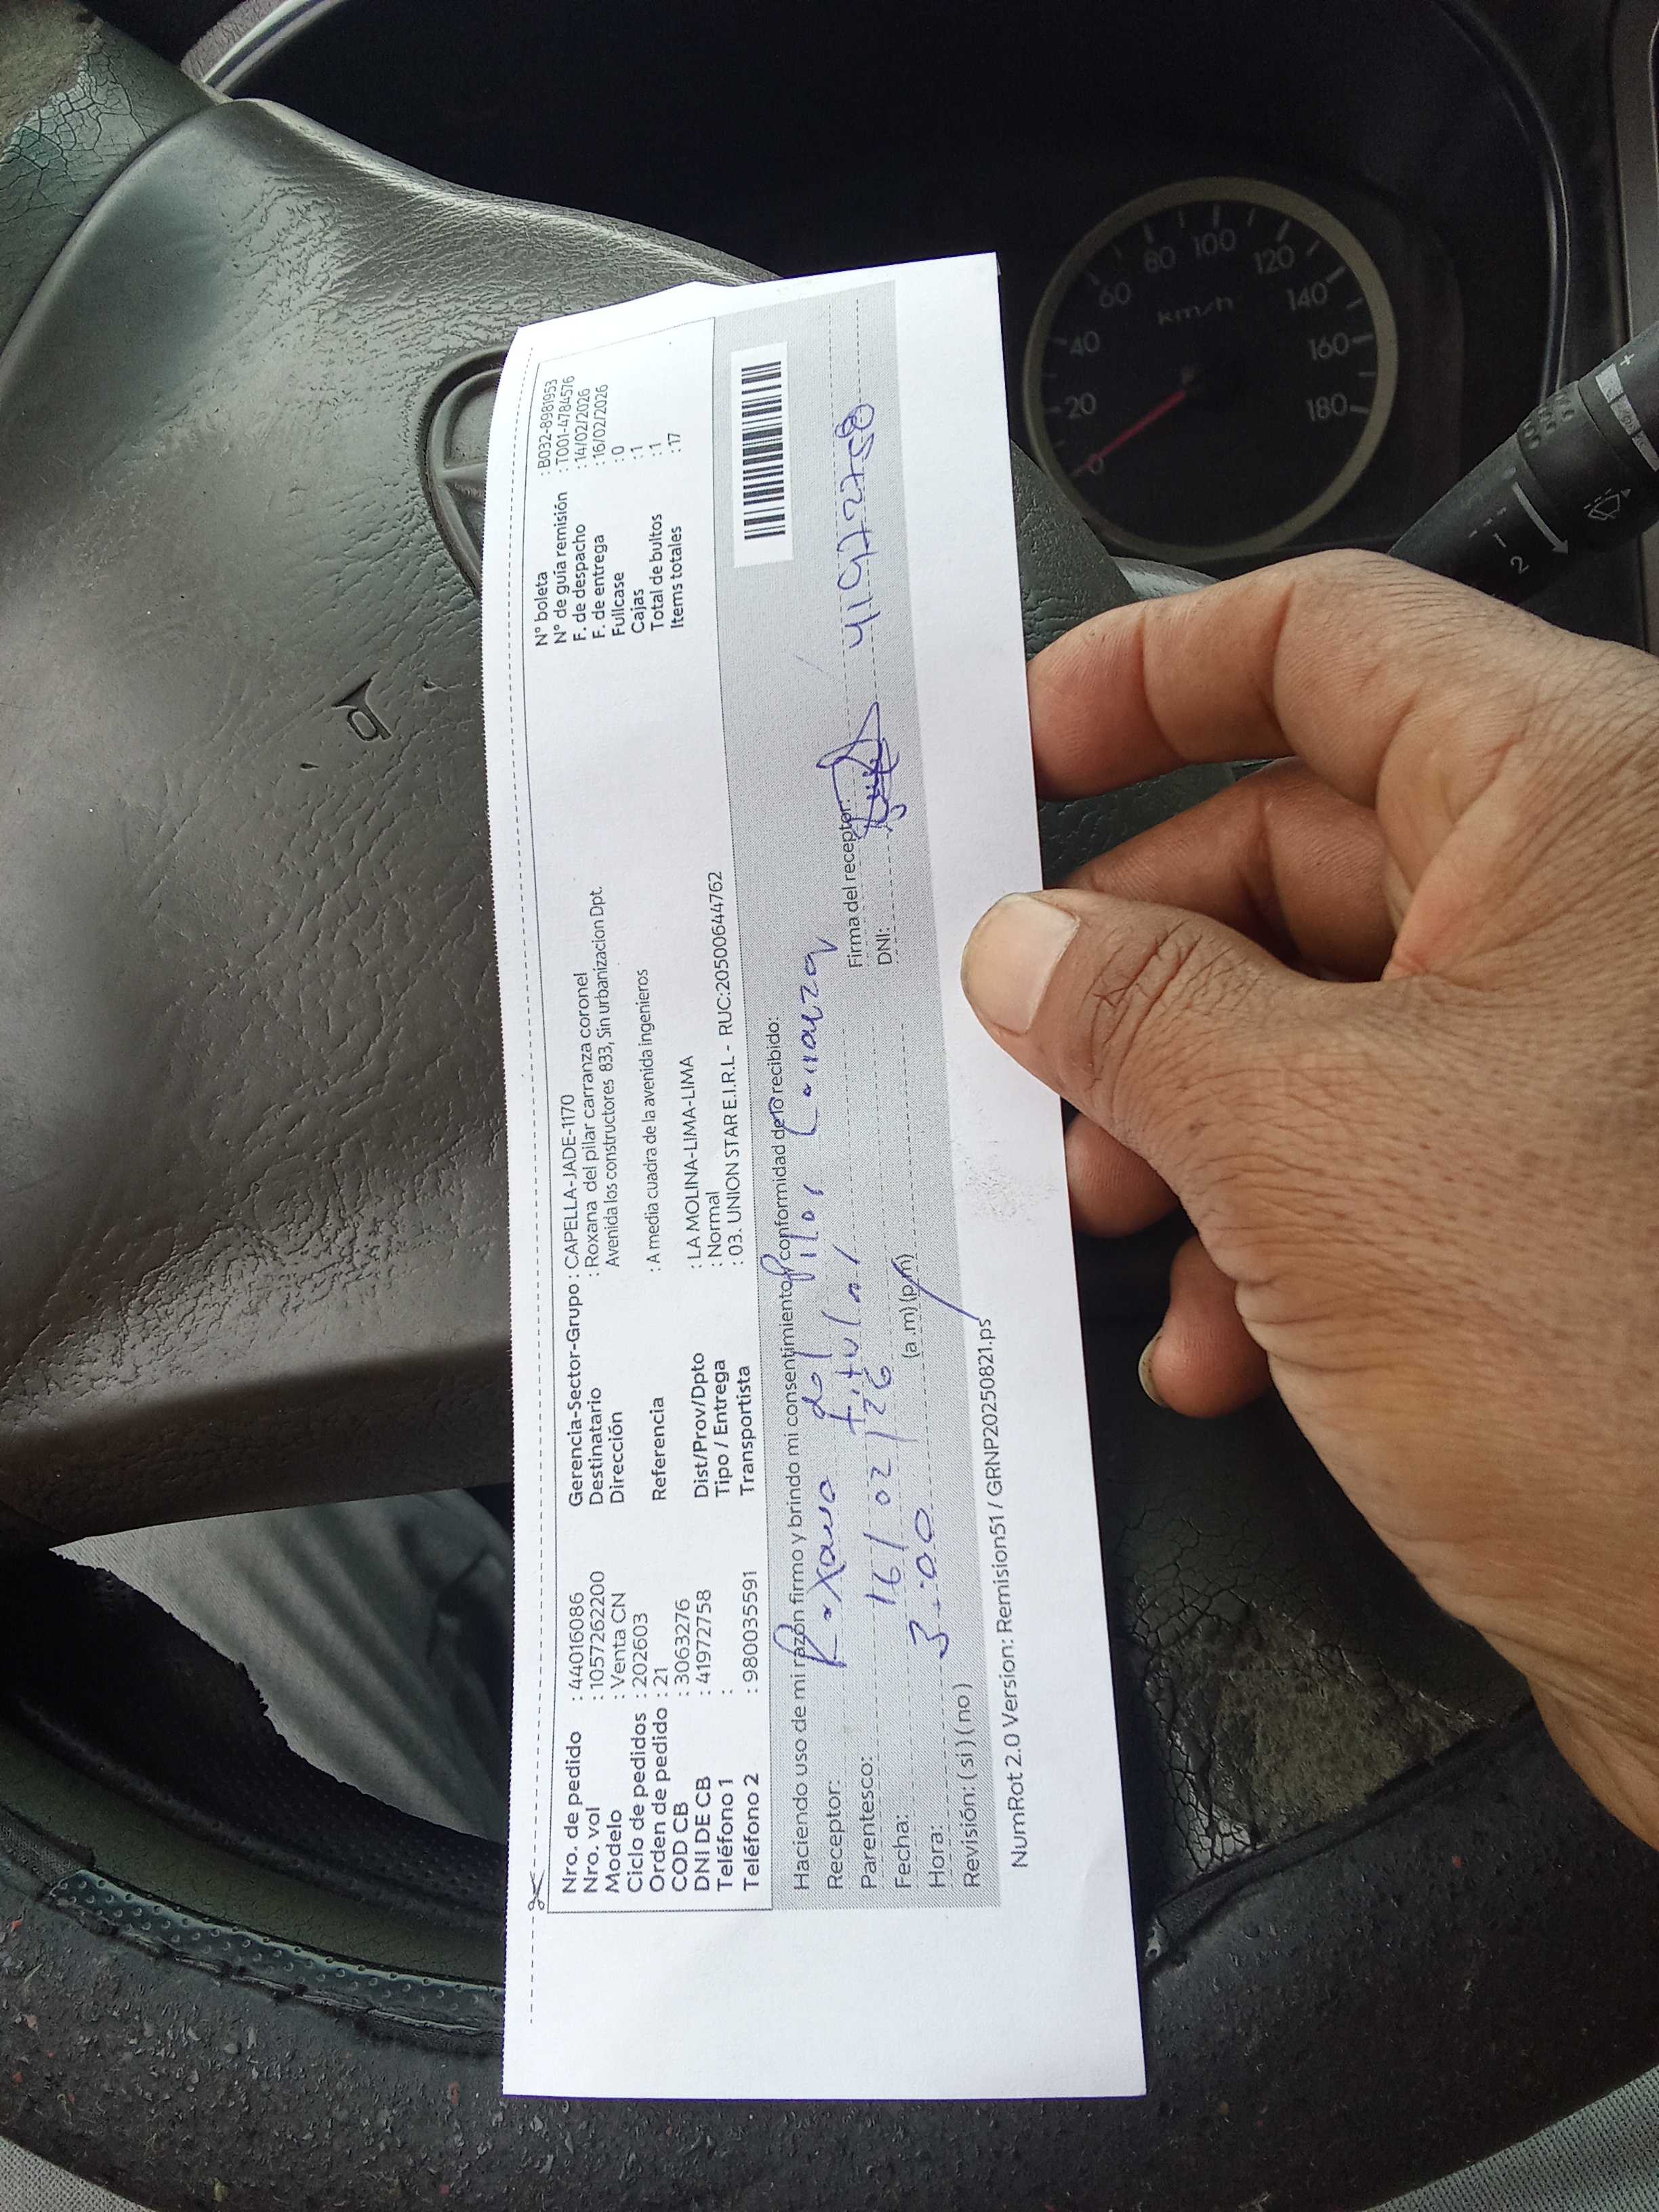 Nro. de pedido : 44016086
Nro. vol : 1057262200
Modelo : Venta CN
Ciclo de pedidos : 202603
Orden de pedido : 21
COD CB : 3063276
DNI DE CB : 41972758
Teléfono 1 :
Teléfono 2 : 980035591
Gerencia-Sector-Grupo : CAPELLA-JADE-1170
Destinatario : Roxana del pilar carranza coronel
Dirección Avenida los constructores 833, Sin urbanizacion Dpt.
Referencia : A media cuadra de la avenida ingenieros
Dist/Prov/Dpto : LA MOLINA-LIMA-LIMA
Tipo / Entrega : Normal
Transportista : 03. UNION STAR E.I.R.L - RUC:20500644762
N° boleta : B032-8981953
N° de guía remisión : T001-4784576
F. de despacho : 14/02/2026
F. de entrega : 16/02/2026
Fullcase : 0
Cajas : 1
Total de bultos : 1
Items totales : 17
Haciendo uso de mi razón firmo y brindo mi consentimiento/conformidad de lo recibido:
Receptor: Roxana del Pilar Carranza
Parentesco: titular
Fecha: 16/02/26
Hora: 3:00 (a.m) (p.m)
Revisión: ( si ) ( no )
Firma del receptor:
DNI: 41972758
NumRot 2.0 Version: Remision51 / GRNP20250821.ps
0
20
40
60
80
100
120
140
160
180
km/h
1
2
+